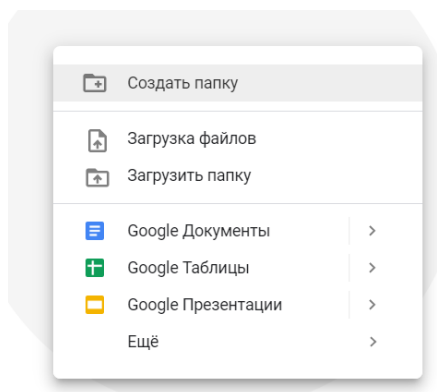 Создать папку
Загрузка файлов
Загрузить папку
Google Документы
Google Таблицы
Google Презентации
Ещё